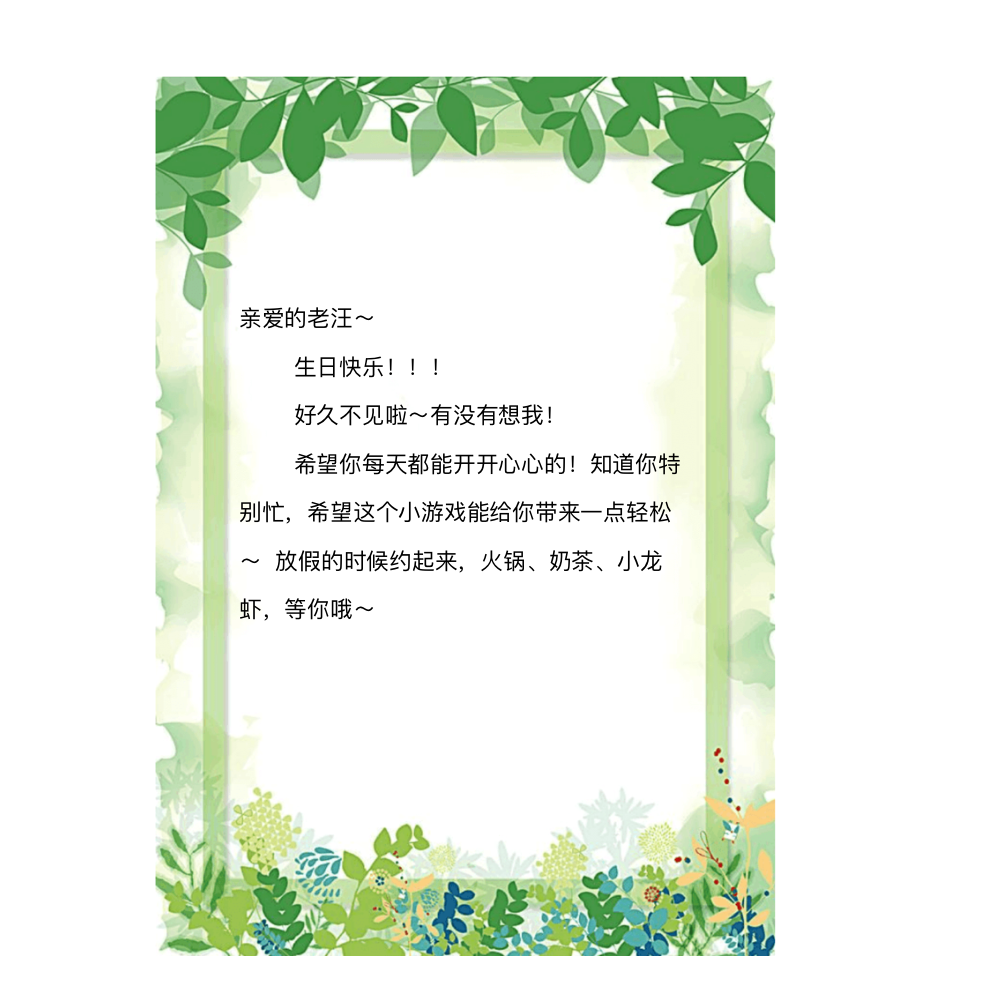 亲爱的老汪～
生日快乐！！！
好久不见啦～有没有想我！
希望你每天都能开开心心的！知道你特
别忙，希望这个小游戏能给你带来一点轻松
～ 放假的时候约起来，火锅、奶茶、小龙
虾，等你哦～